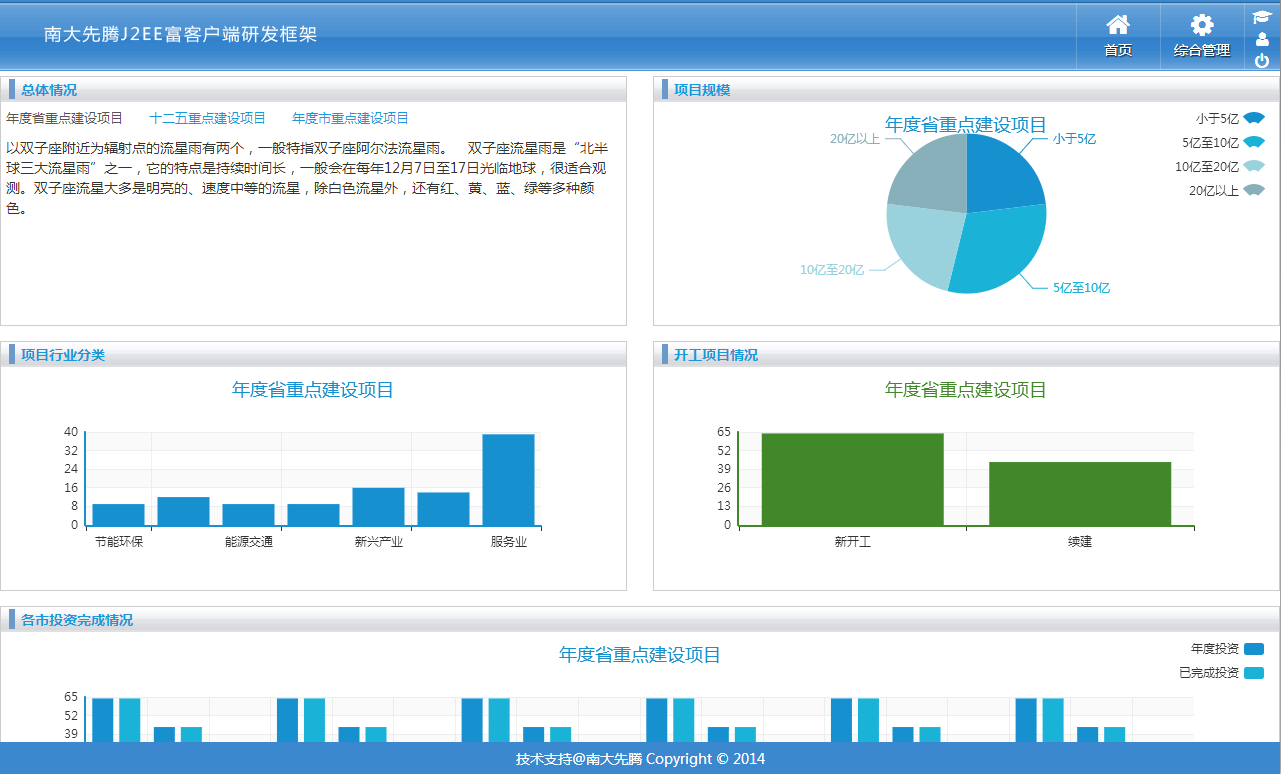 南大先腾J2EE富客户端研发框架
首页
综合管理
总体情况
年度省重点建设项目 十二五重点建设项目 年度市重点建设项目
以双子座附近为辐射点的流星雨有两个，一般特指双子座阿尔法流星雨。 双子座流星雨是“北半
球三大流星雨”之一，它的特点是持续时间长，一般会在每年12月7日至17日光临地球，很适合观
测。双子座流星大多是明亮的、速度中等的流星，除白色流星外，还有红、黄、蓝、绿等多种颜
色。
项目规模
年度省重点建设项目
小于5亿
5亿至10亿
10亿至20亿
20亿以上
20亿以上
小于5亿
10亿至20亿
5亿至10亿
项目行业分类
年度省重点建设项目
40
32
24
16
8
0
节能环保 能源交通 新兴产业 服务业
开工项目情况
年度省重点建设项目
65
52
39
26
13
0
新开工 续建
各市投资完成情况
年度省重点建设项目
年度投资
已完成投资
65
52
39
技术支持@南大先腾 Copyright © 2014